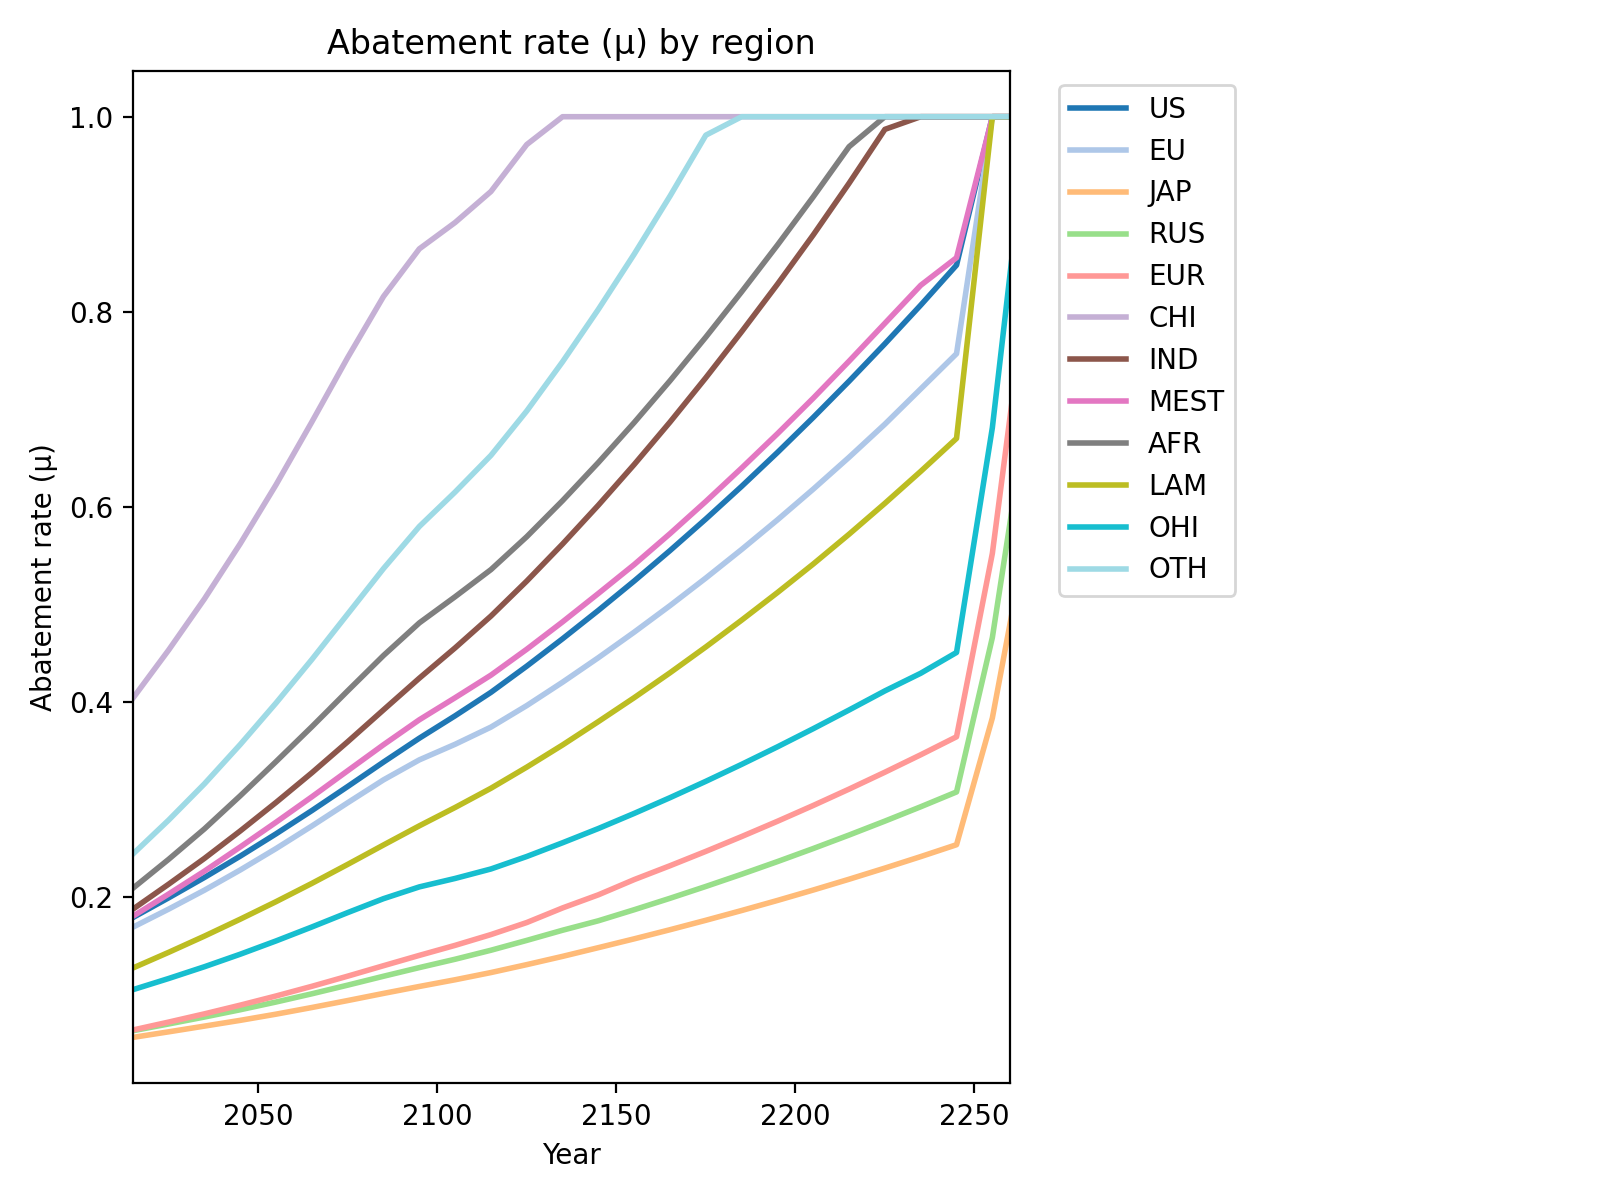 Abatement rate (μ) by region
Abatement rate (μ)
1.0
0.8
0.6
0.4
0.2
2050 2100 2150 2200 2250
Year
US
EU
JAP
RUS
EUR
CHI
IND
MEST
AFR
LAM
OHI
OTH